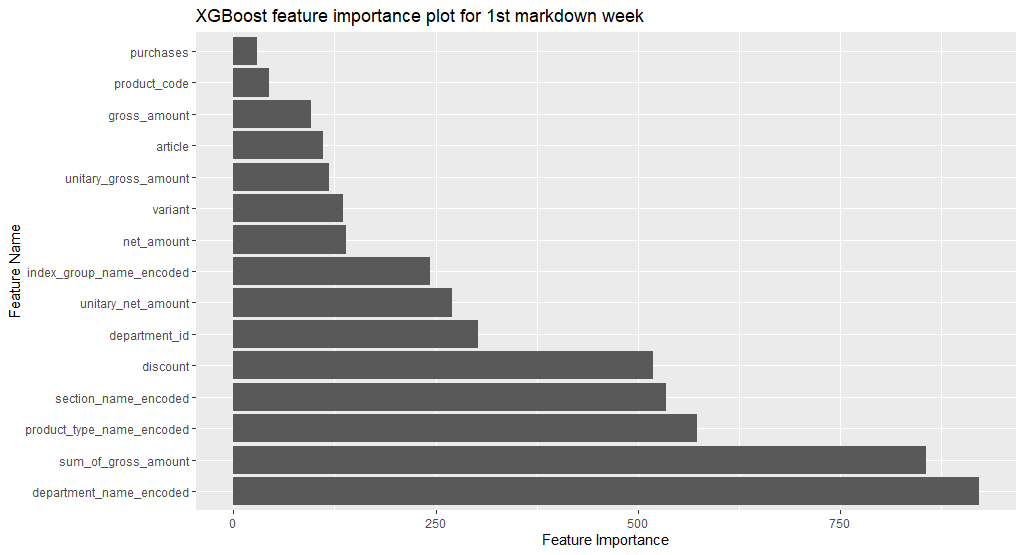 XGBoost feature importance plot for 1st markdown week
Feature Name
purchases
product_code
gross_amount
article
unitary_gross_amount
variant
net_amount
index_group_name_encoded
unitary_net_amount
department_id
discount
section_name_encoded
product_type_name_encoded
sum_of_gross_amount
department_name_encoded
0 250 500 750
Feature Importance